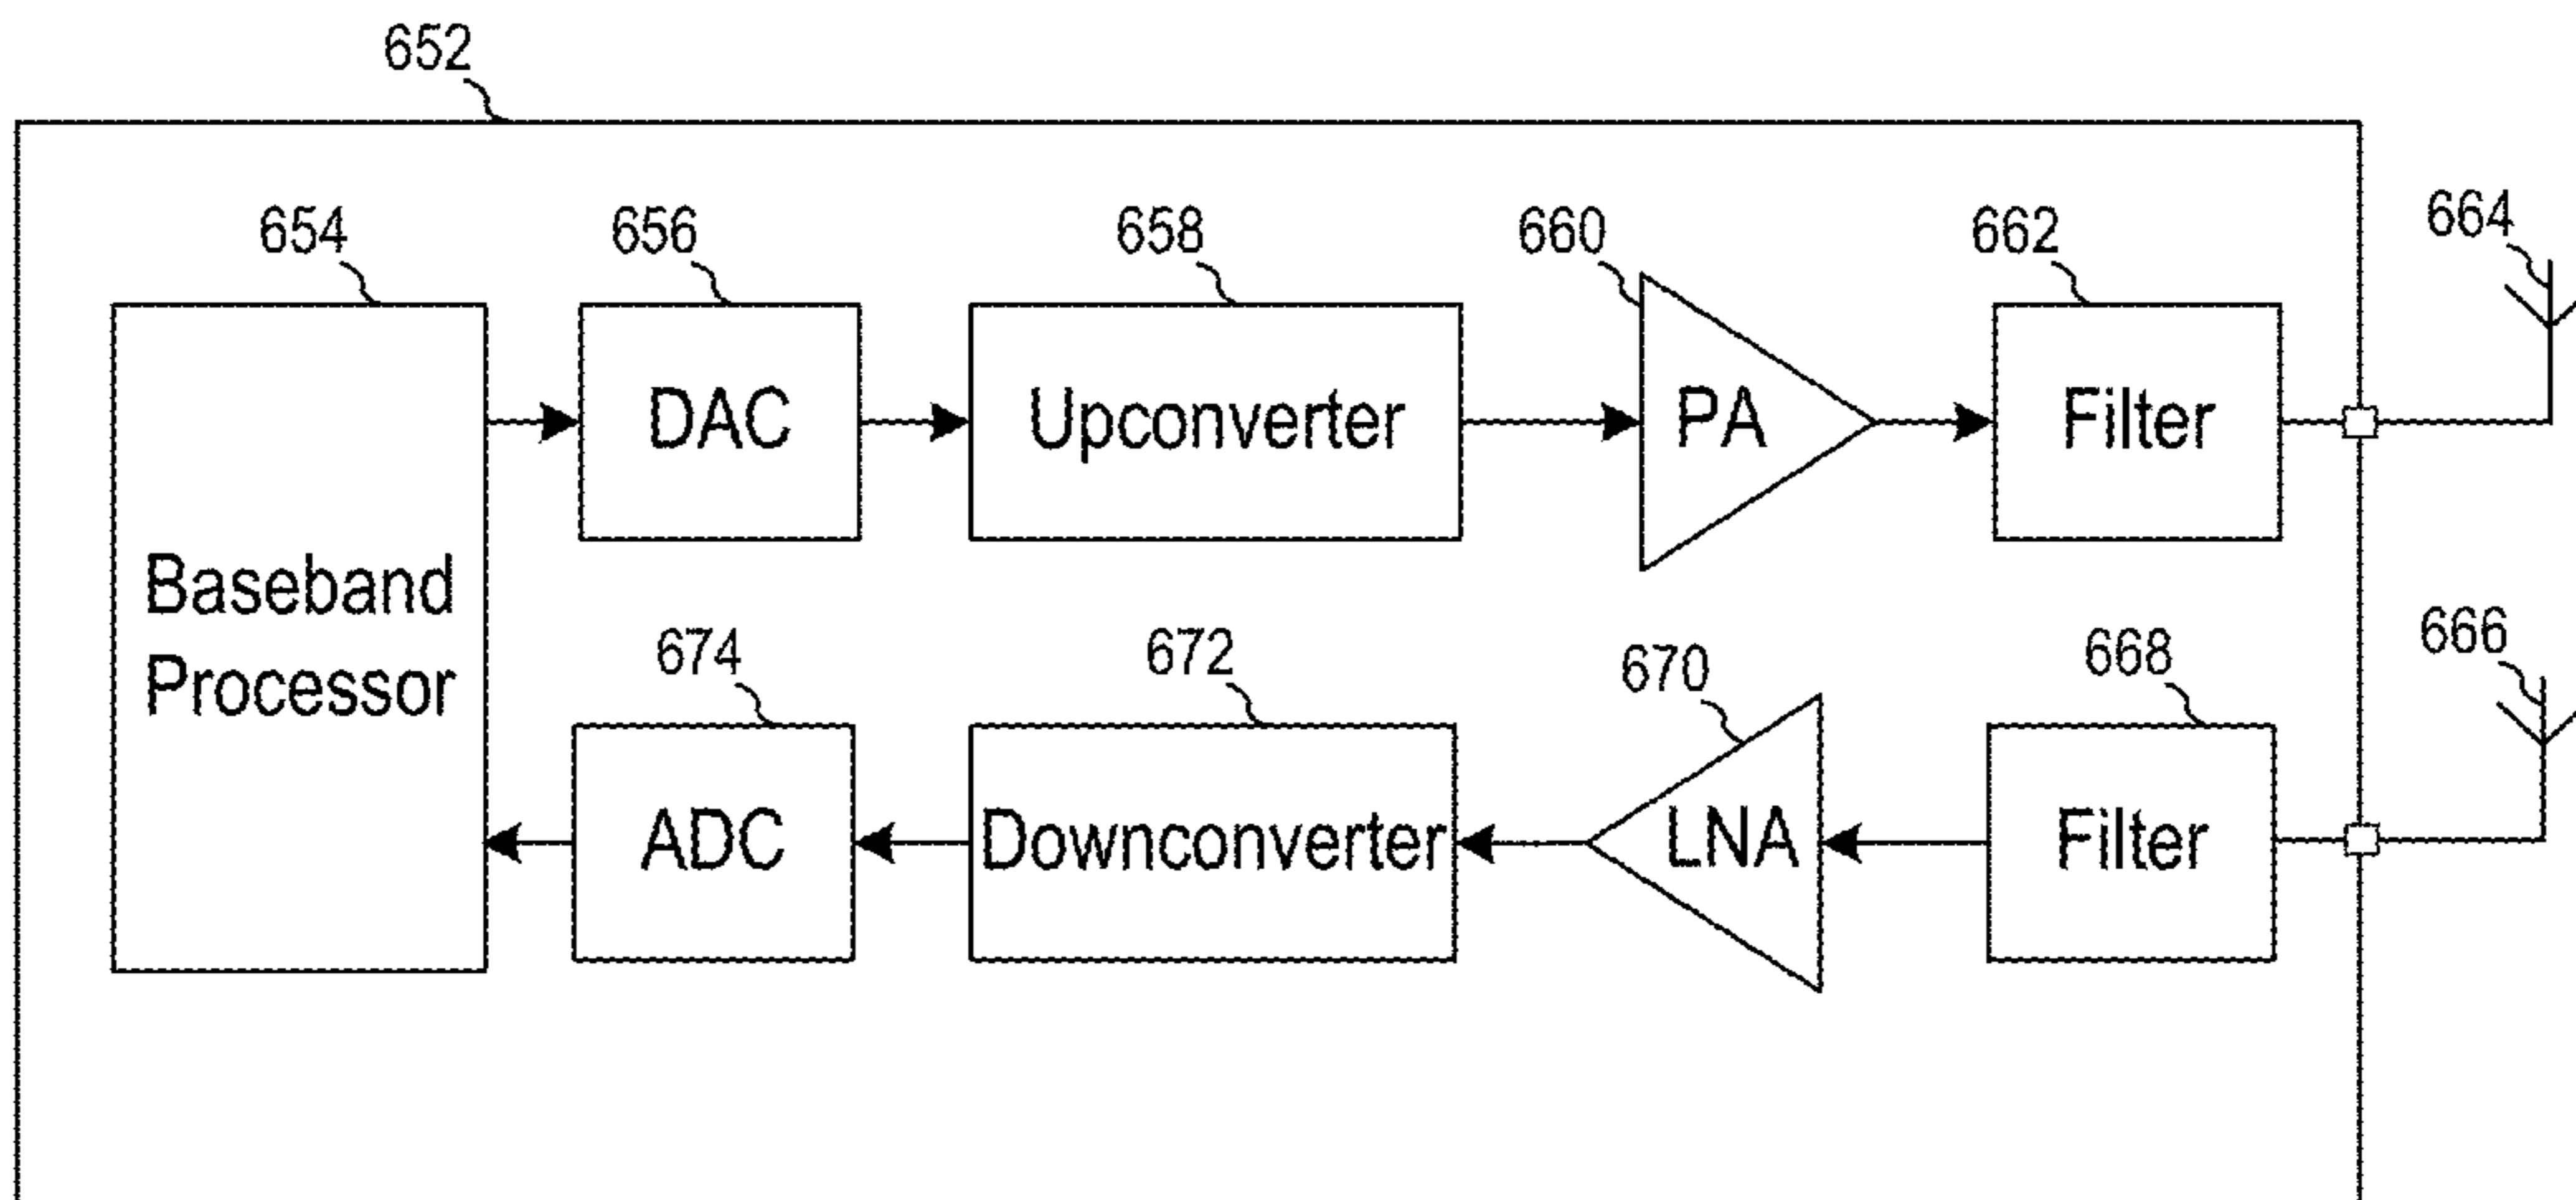 652
654
656
658
660
662
664
DAC
Upconverter
PA
Filter
Baseband
Processor
674
672
670
668
666
ADC
Downconverter
LNA
Filter